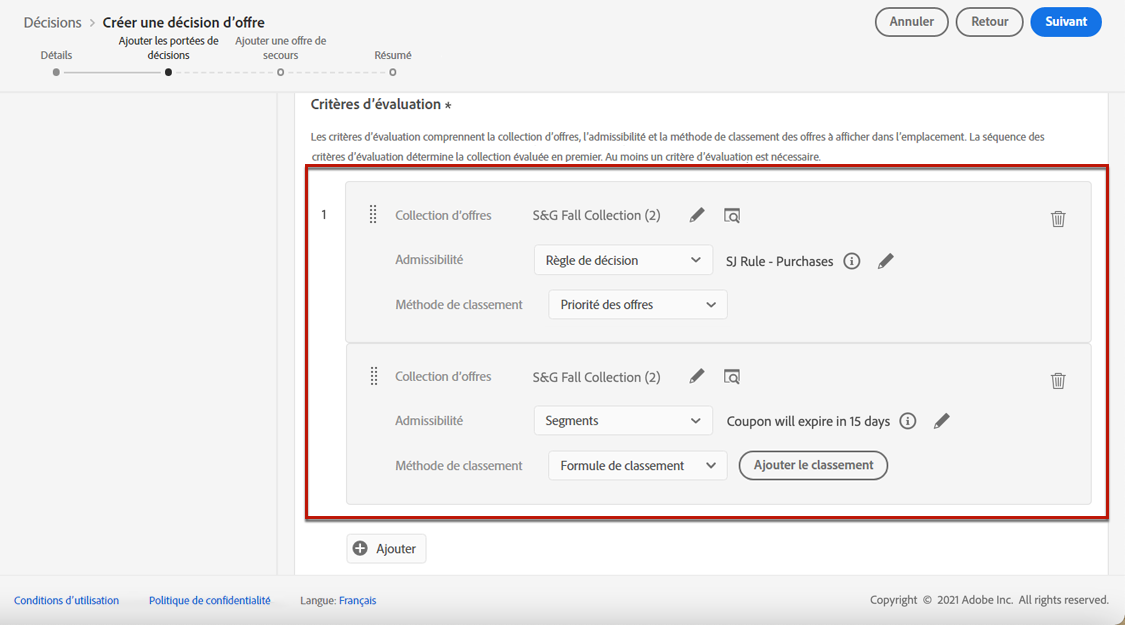 Décisions > Créer une décision d’offre
Annuler
Retour
Suivant
Détails
Ajouter les portées de
décisions
Ajouter une offre de
secours
Résumé
Critères d’évaluation *
Les critères d’évaluation comprennent la collection d’offres, l’admissibilité et la méthode de classement des offres à afficher dans l’emplacement. La séquence des
critères d’évaluation détermine la collection évaluée en premier. Au moins un critère d’évaluation est nécessaire.
1
Collection d’offres S&G Fall Collection (2)
Admissibilité Règle de décision SJ Rule - Purchases
Méthode de classement Priorité des offres
Collection d’offres S&G Fall Collection (2)
Admissibilité Segments Coupon will expire in 15 days
Méthode de classement Formule de classement Ajouter le classement
Ajouter
Conditions d’utilisation Politique de confidentialité Langue: Français Copyright © 2021 Adobe Inc. All rights reserved.